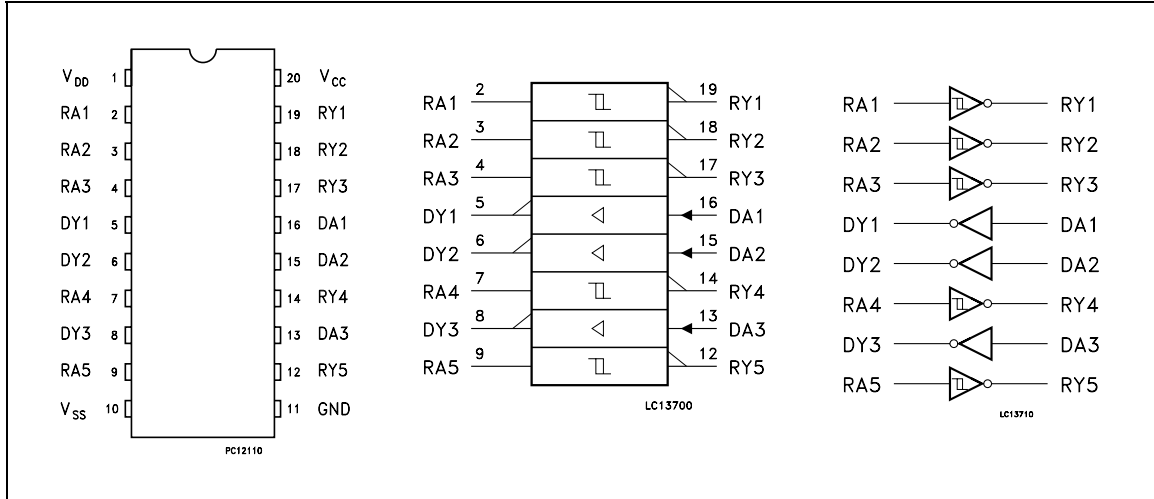 V_DD 1 20 V_CC
RA1 2 19 RY1
RA2 3 18 RY2
RA3 4 17 RY3
DY1 5 16 DA1
DY2 6 15 DA2
RA4 7 14 RY4
DY3 8 13 DA3
RA5 9 12 RY5
V_SS 10 11 GND
PC12110
RA1 2 19 RY1
RA2 3 18 RY2
RA3 4 17 RY3
DY1 5 16 DA1
DY2 6 15 DA2
RA4 7 14 RY4
DY3 8 13 DA3
RA5 9 12 RY5
LC13700
RA1 RY1
RA2 RY2
RA3 RY3
DY1 DA1
DY2 DA2
RA4 RY4
DY3 DA3
RA5 RY5
LC13710